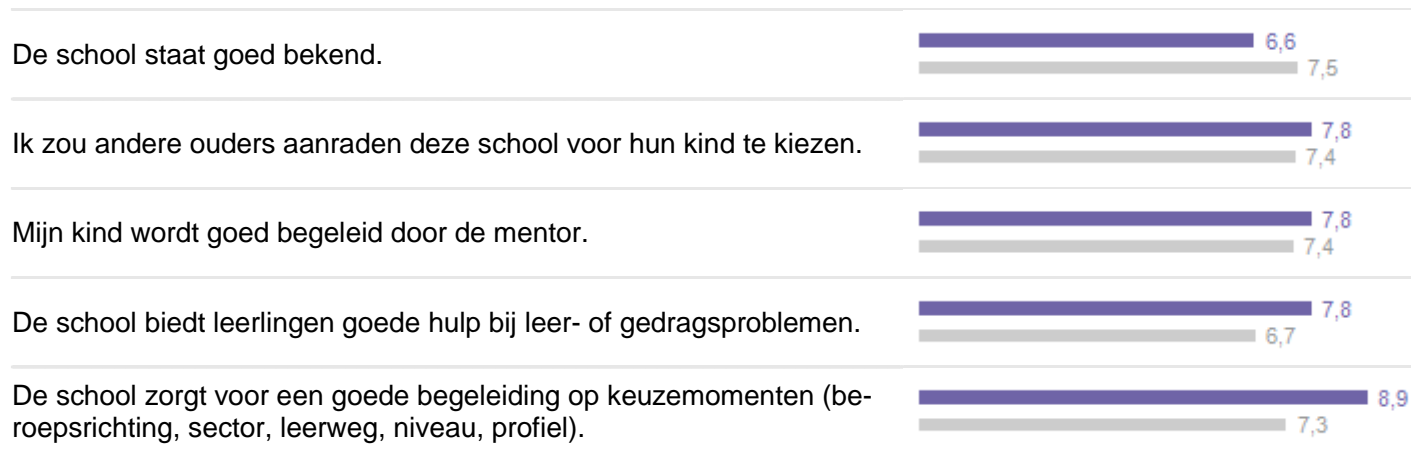 De school staat goed bekend.
6,6
7,5
Ik zou andere ouders aanraden deze school voor hun kind te kiezen.
7,8
7,4
Mijn kind wordt goed begeleid door de mentor.
7,8
7,4
De school biedt leerlingen goede hulp bij leer- of gedragsproblemen.
7,8
6,7
De school zorgt voor een goede begeleiding op keuzemomenten (be-
roepsrichting, sector, leerweg, niveau, profiel).
8,9
7,3